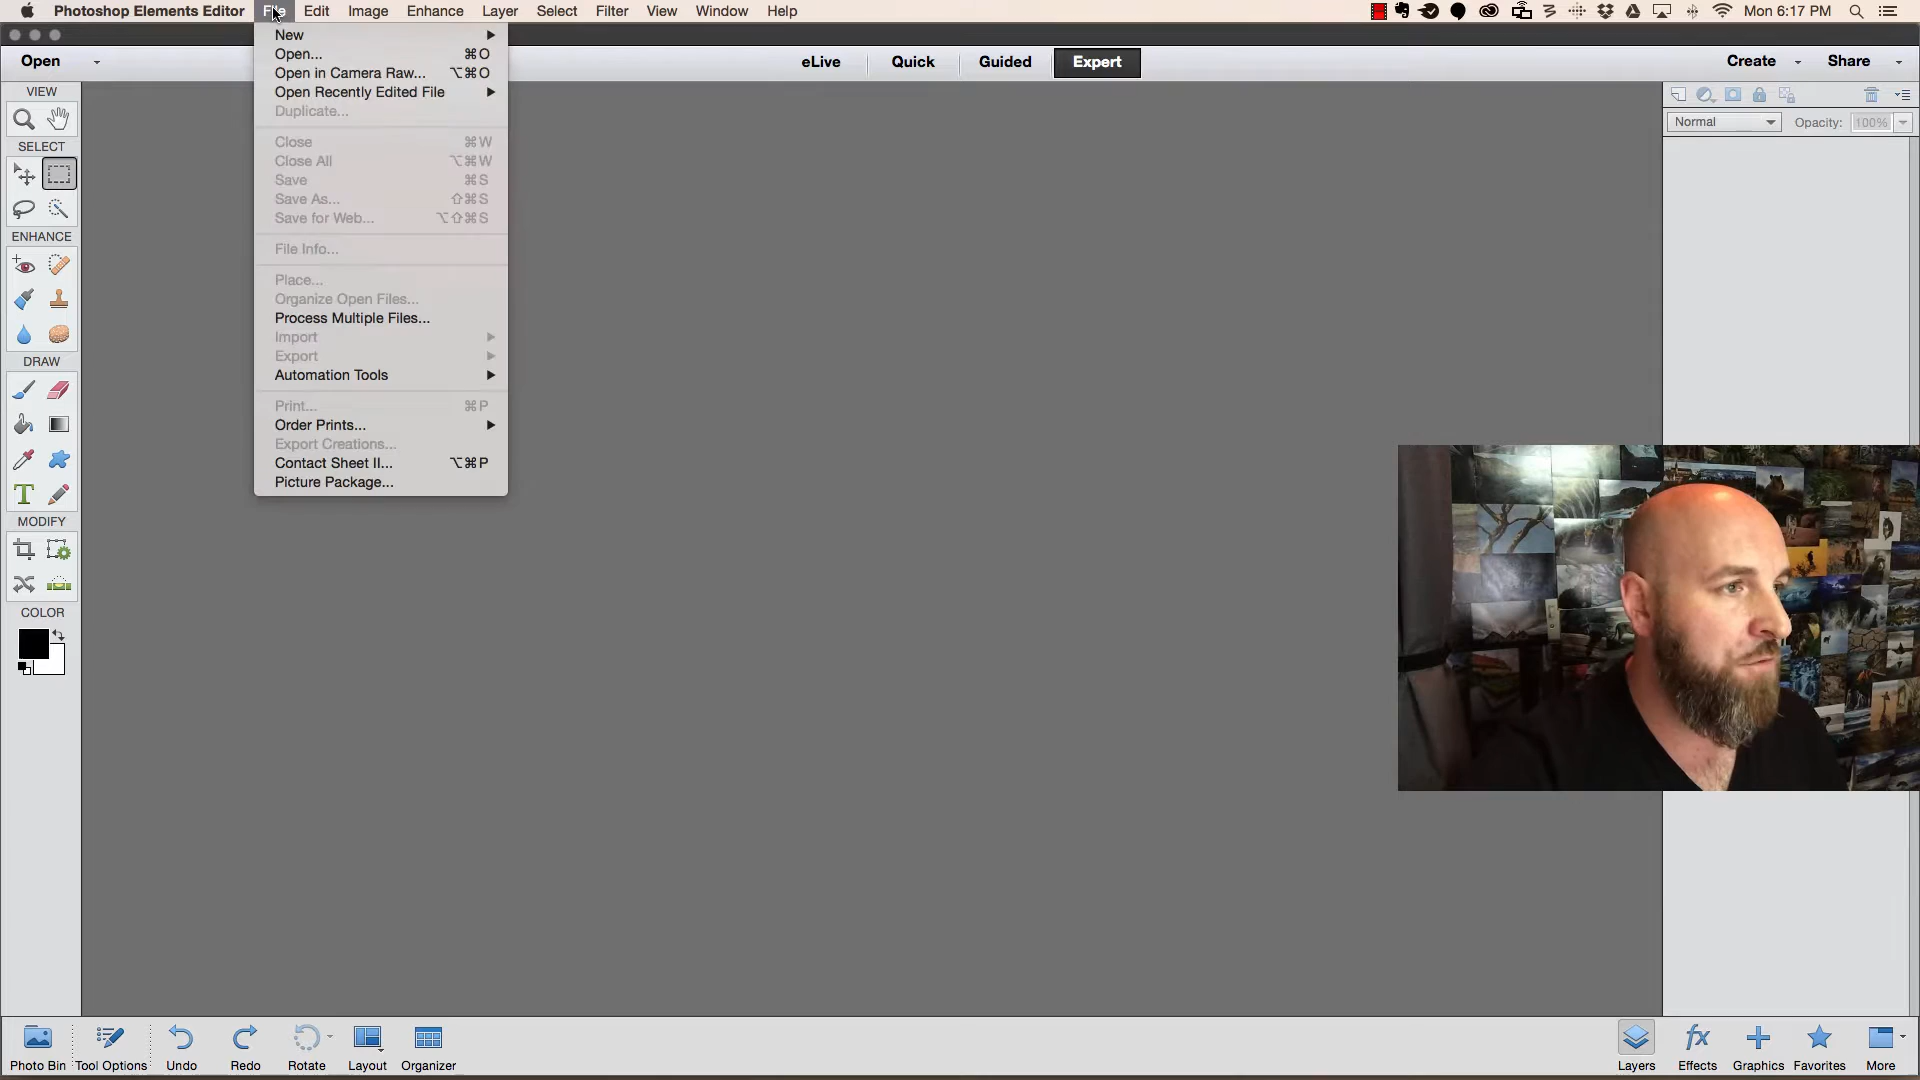 Photoshop Elements Editor File Edit Image Enhance Layer Select Filter View Window Help Mon 6:17 PM
Open eLive Quick Guided Expert Create Share
New
Open... ⌘O
Open in Camera Raw... ⌥⌘O
Open Recently Edited File
Duplicate...
Close ⌘W
Close All ⌥⌘W
Save ⌘S
Save As... ⇧⌘S
Save for Web... ⌥⇧⌘S
File Info...
Place...
Organize Open Files...
Process Multiple Files...
Import
Export
Automation Tools
Print... ⌘P
Order Prints...
Export Creations...
Contact Sheet II... ⌥⌘P
Picture Package...
VIEW
SELECT
ENHANCE
DRAW
T
MODIFY
COLOR
Normal Opacity: 100%
fx
Photo Bin Tool Options Undo Redo Rotate Layout Organizer Layers Effects Graphics Favorites More